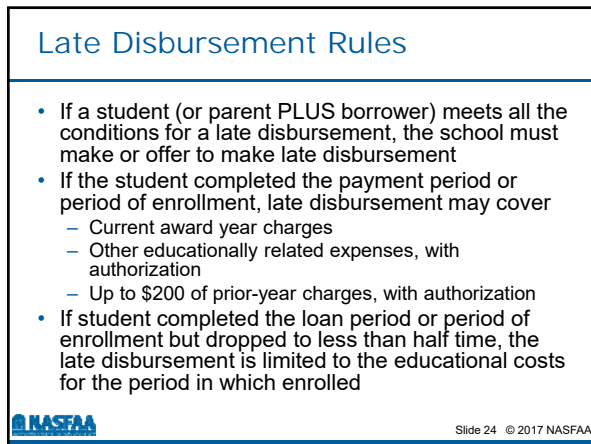 Late Disbursement Rules
• If a student (or parent PLUS borrower) meets all the
conditions for a late disbursement, the school must
make or offer to make late disbursement
• If the student completed the payment period or
period of enrollment, late disbursement may cover
– Current award year charges
– Other educationally related expenses, with
authorization
– Up to $200 of prior-year charges, with authorization
• If student completed the loan period or period of
enrollment but dropped to less than half time, the
late disbursement is limited to the educational costs
for the period in which enrolled
NASFAA
Slide 24 © 2017 NASFAA